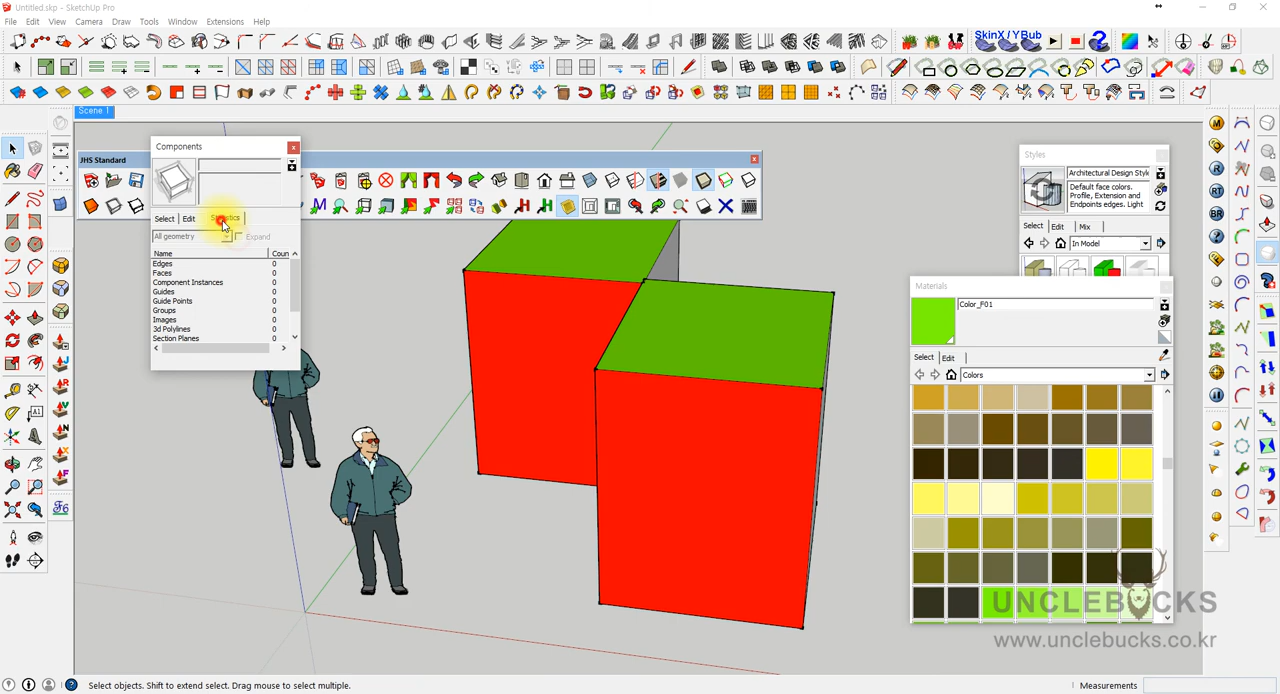 Untitled.skp - SketchUp Pro
File Edit View Camera Draw Tools Window Extensions Help
SkinX / YBub
Scene 1
Components
JHS Standard
Select Edit Statistics
All geometry Expand
Name Coun
Edges 0
Faces 0
Component Instances 0
Guides 0
Guide Points 0
Groups 0
Images 0
3d Polylines 0
Section Planes 0
Styles
Architectural Design Style
Default face colors.
Profile, Extension and
Endpoints edges. Light
Select Edit Mix
In Model
Materials
Color_F01
Select Edit
Colors
UNCLEBUCKS
www.unclebucks.co.kr
Select objects. Shift to extend select. Drag mouse to select multiple.
Measurements